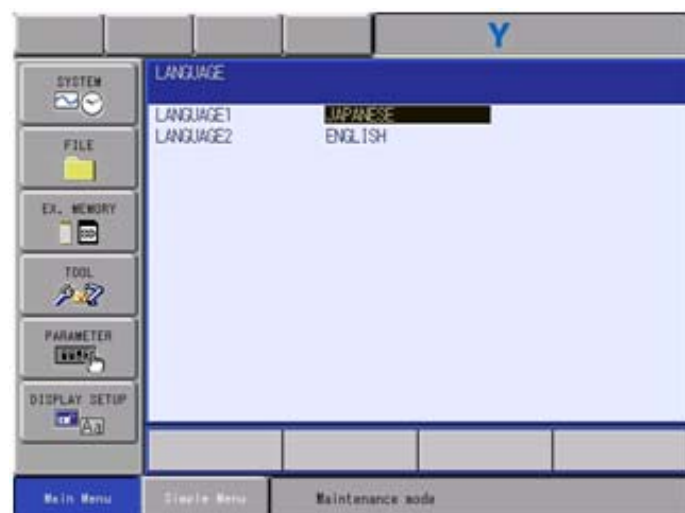 Y
SYSTEM
FILE
EX. MEMORY
TOOL
PARAMETER
DISPLAY SETUP
LANGUAGE
LANGUAGE1 JAPANESE
LANGUAGE2 ENGLISH
Main Menu
Simple Menu
Maintenance mode